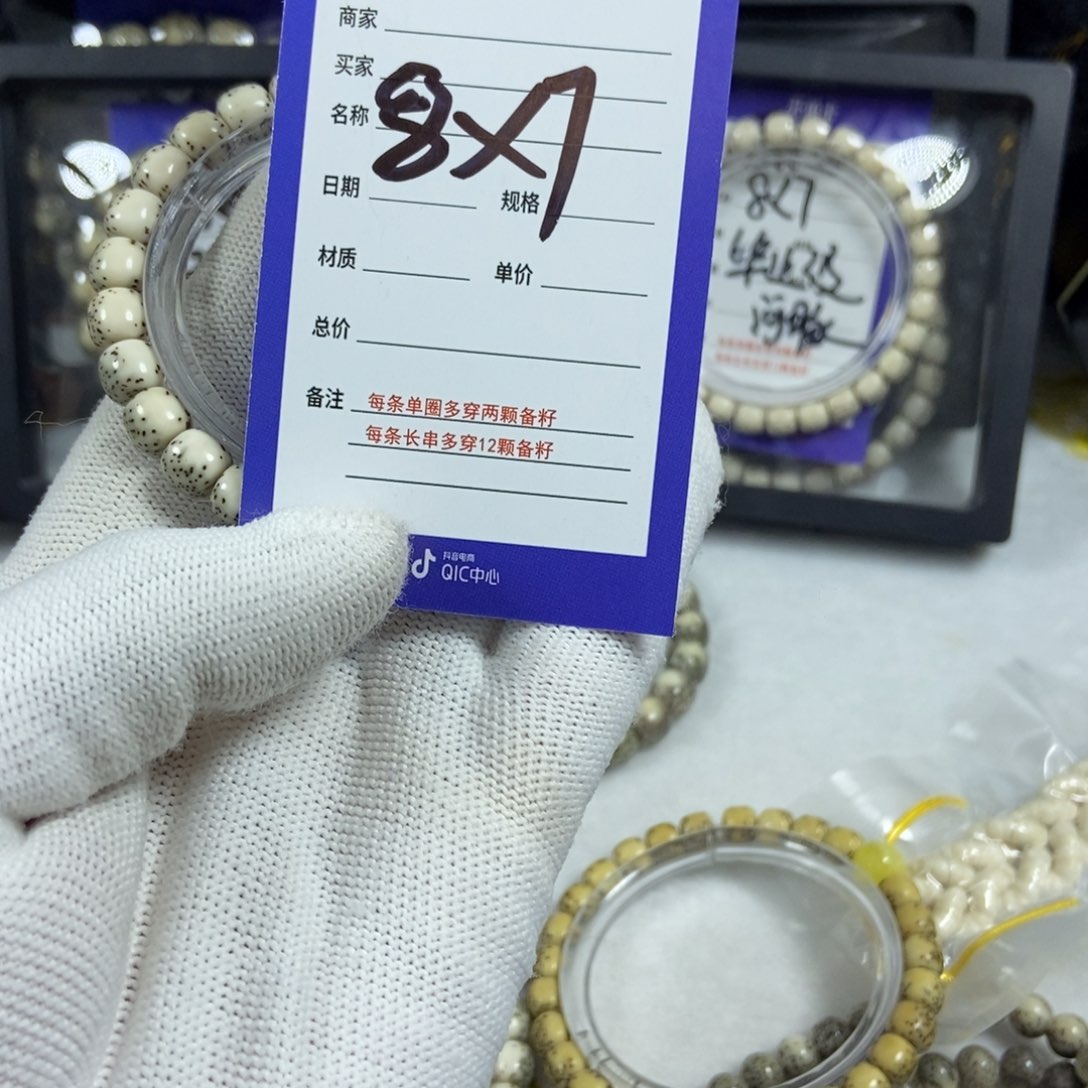 商家
买家
名称
8X7
日期 规格
材质 单价
总价
备注 每条单圈多穿两颗备籽
每条长串多穿12颗备籽
抖音电商
QIC中心
8X7